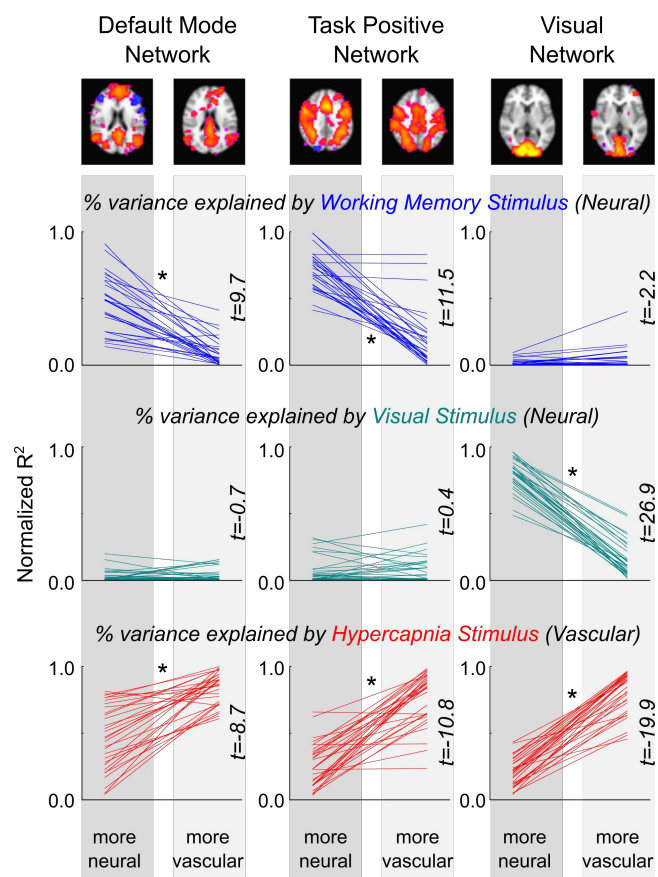 Default Mode Network
Task Positive Network
Visual Network
% variance explained by Working Memory Stimulus (Neural)
1.0
0.0
*
t=9.7
1.0
0.0
*
t=11.5
1.0
0.0
t=-2.2
% variance explained by Visual Stimulus (Neural)
Normalized R²
1.0
0.0
t=-0.7
1.0
0.0
t=0.4
1.0
0.0
*
t=26.9
% variance explained by Hypercapnia Stimulus (Vascular)
1.0
0.0
*
t=-8.7
1.0
0.0
*
t=-10.8
1.0
0.0
*
t=-19.9
more neural
more vascular
more neural
more vascular
more neural
more vascular